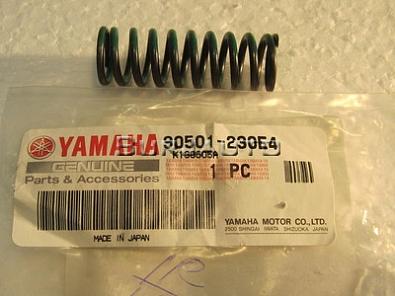 YAMAHA 90501-230E4
GENUINE
Parts & Accessories
1 PC
MADE IN JAPAN
YAMAHA MOTOR CO., LTD.
2500 SHINGAI IWATA SHIZUOKA, JAPAN